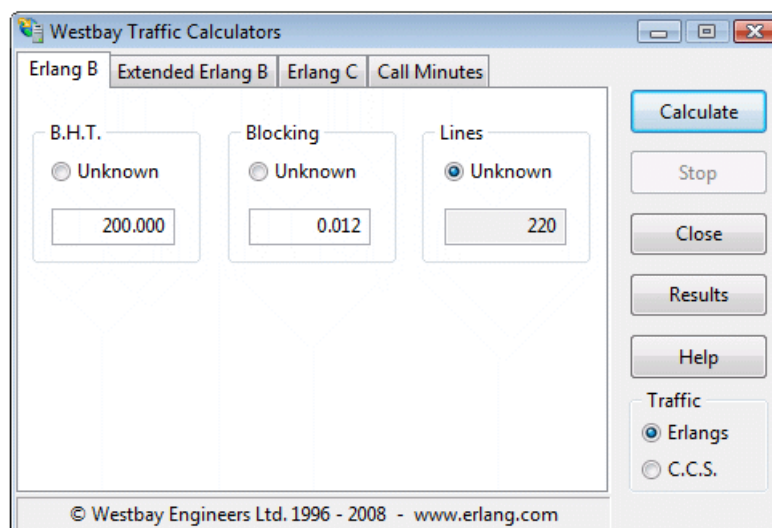 Westbay Traffic Calculators
Erlang B Extended Erlang B Erlang C Call Minutes
B.H.T. Blocking Lines
Unknown Unknown Unknown
200.000 0.012 220
Calculate
Stop
Close
Results
Help
Traffic
Erlangs
C.C.S.
© Westbay Engineers Ltd. 1996 - 2008 - www.erlang.com